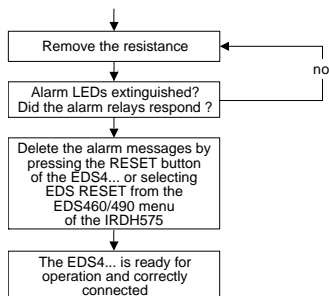 Remove the resistance
no
Alarm LEDs extinguished?
Did the alarm relays respond ?
Delete the alarm messages by
pressing the RESET button
of the EDS4... or selecting
EDS RESET from the
EDS460/490 menu
of the IRDH575
The EDS4... is ready for
operation and correctly
connected